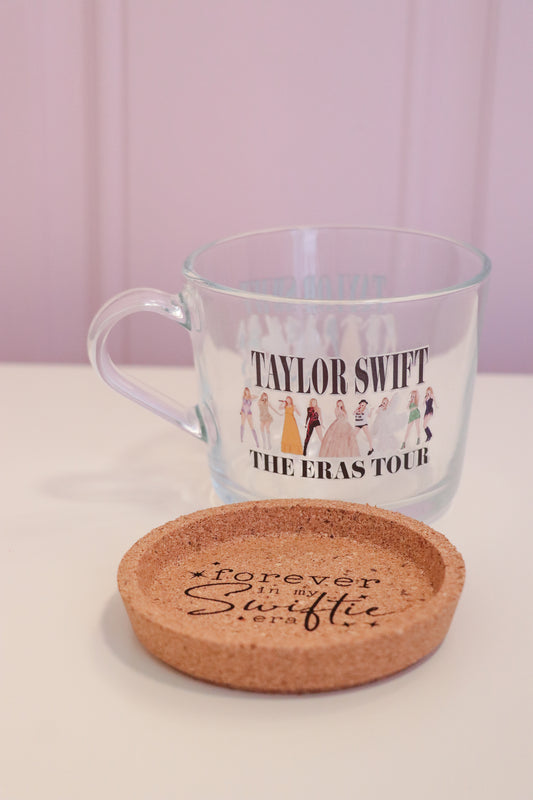 TAYLOR SWIFT
THE ERAS TOUR
forever
in my
Swiftie
era